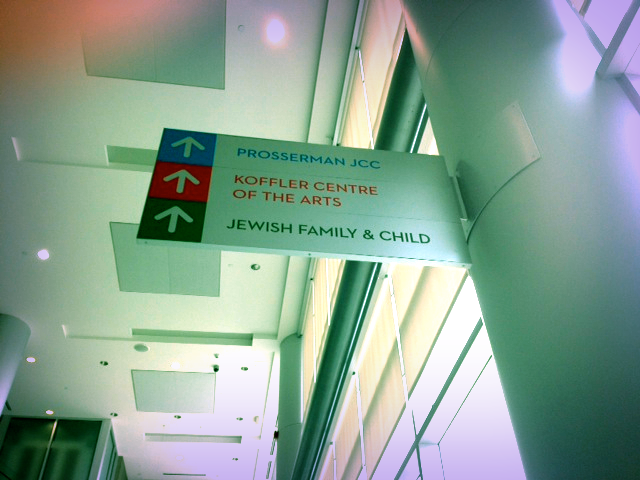 PROSSERMAN JCC
KOFFLER CENTRE
OF THE ARTS
JEWISH FAMILY & CHILD